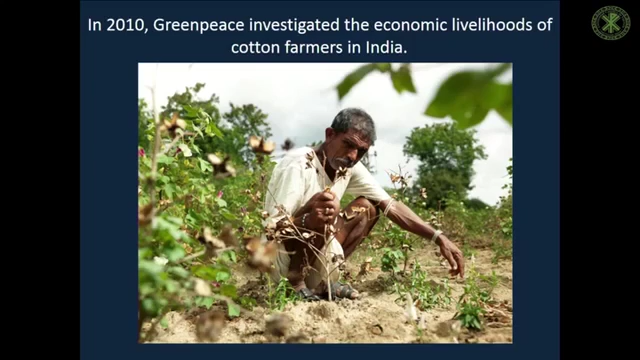 In 2010, Greenpeace investigated the economic livelihoods of
cotton farmers in India.